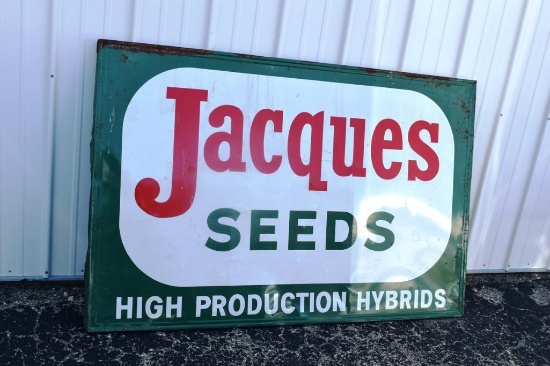 Jacques
SEEDS
HIGH PRODUCTION HYBRIDS